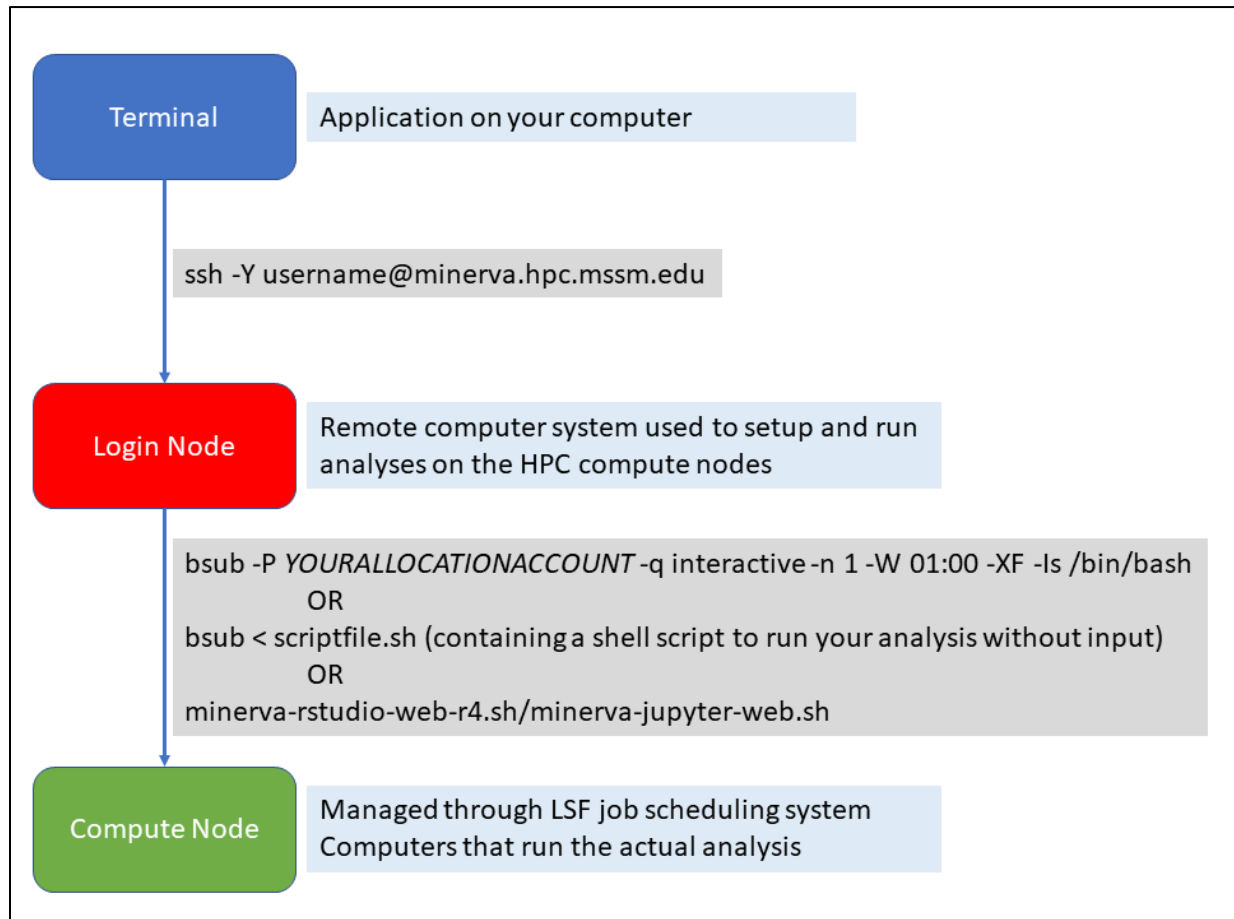 Terminal
Application on your computer
ssh -Y username@minerva.hpc.mssm.edu
Login Node
Remote computer system used to setup and run
analyses on the HPC compute nodes
bsub -P YOURALLOCATIONACCOUNT -q interactive -n 1 -W 01:00 -XF -Is /bin/bash
OR
bsub < scriptfile.sh (containing a shell script to run your analysis without input)
OR
minerva-rstudio-web-r4.sh/minerva-jupyter-web.sh
Compute Node
Managed through LSF job scheduling system
Computers that run the actual analysis